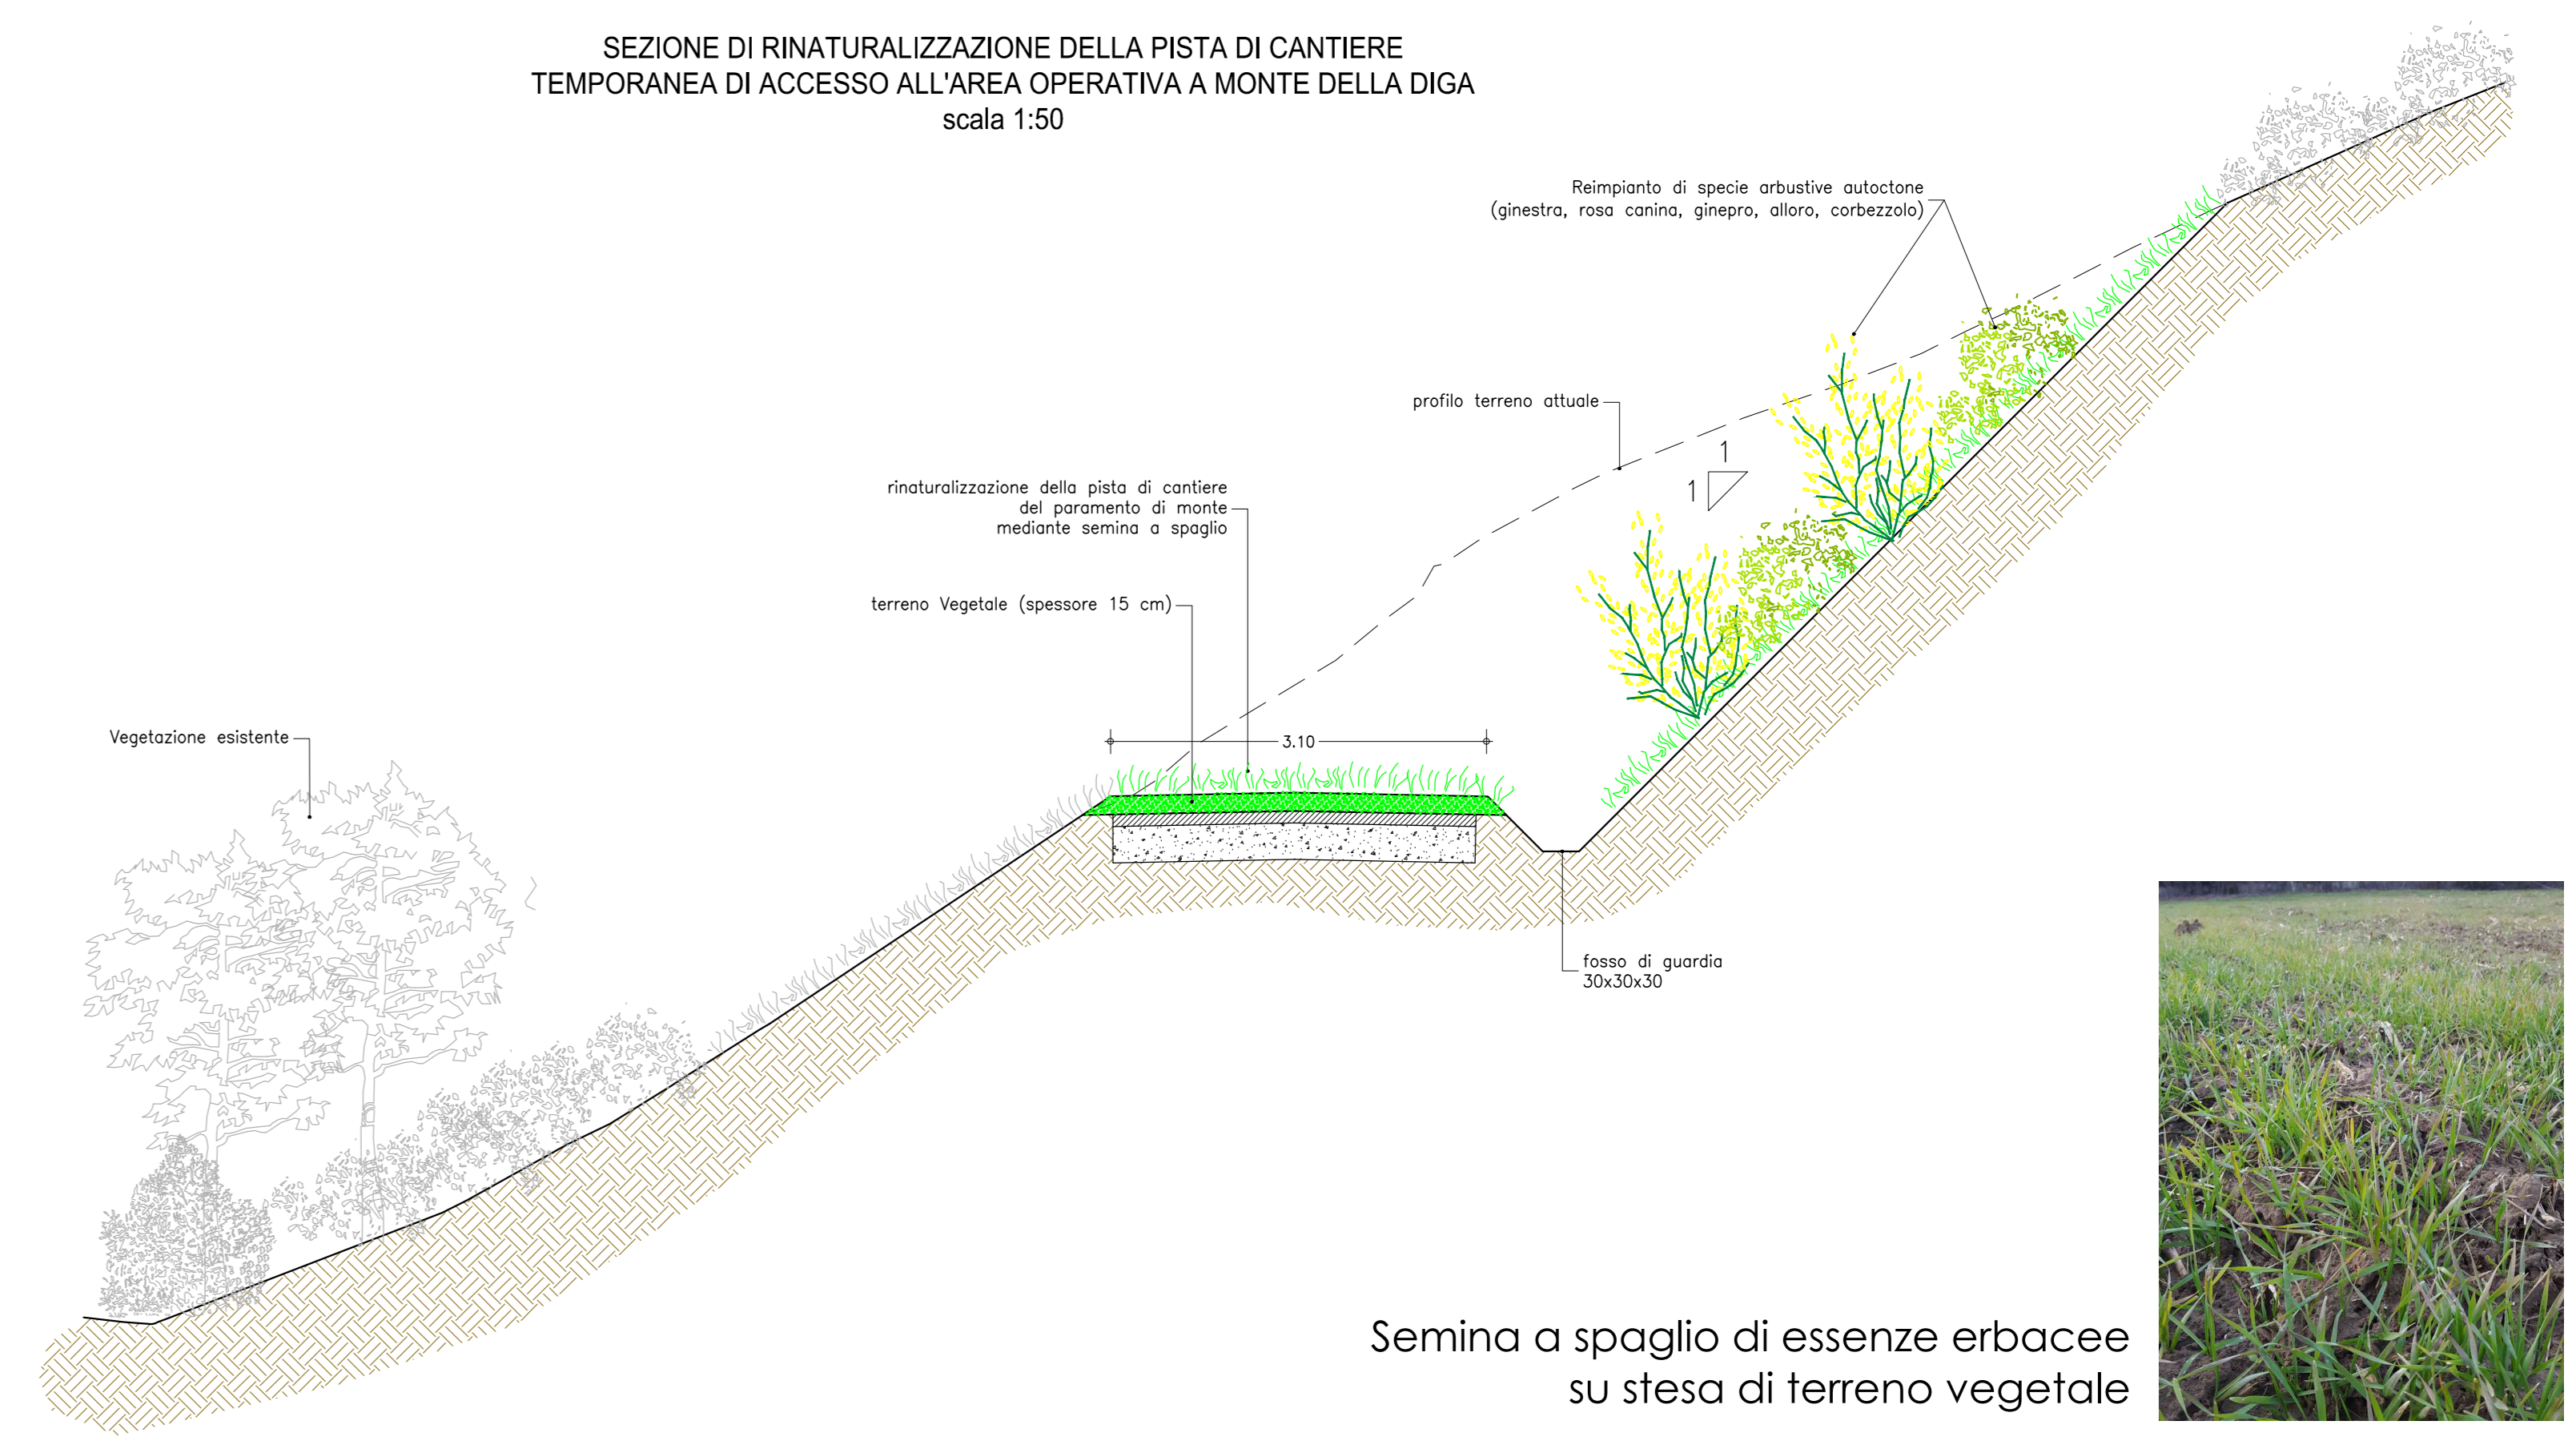 SEZIONE DI RINATURALIZZAZIONE DELLA PISTA DI CANTIERE
TEMPORANEA DI ACCESSO ALL'AREA OPERATIVA A MONTE DELLA DIGA
scala 1:50
Reimpianto di specie arbustive autoctone
(ginestra, rosa canina, ginepro, alloro, corbezzolo)
profilo terreno attuale
1
1
rinaturalizzazione della pista di cantiere
del paramento di monte
mediante semina a spaglio
terreno Vegetale (spessore 15 cm)
Vegetazione esistente
3.10
fosso di guardia
30x30x30
Semina a spaglio di essenze erbacee
su stesa di terreno vegetale